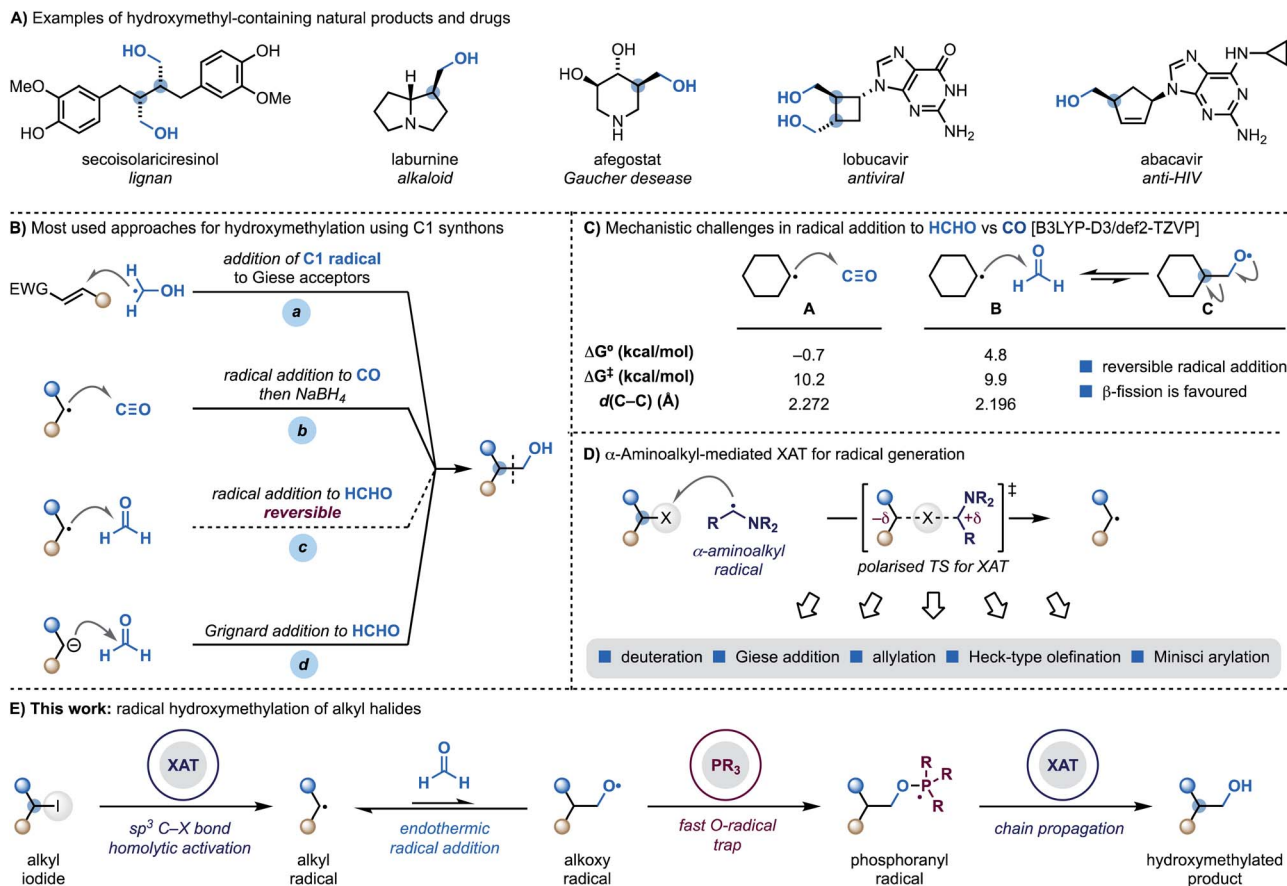 A) Examples of hydroxymethyl-containing natural products and drugs
HO
OH
MeO
OMe
HO
OH
secoisolariciresinol
lignan
H
OH
N
laburnine
alkaloid
OH
HO
OH
N
H
afegostat
Gaucher desease
HO
HO
N
N
O
NH
N
NH2
lobucavir
antiviral
HO
N
N
HN
N
N
NH2
abacavir
anti-HIV
B) Most used approaches for hydroxymethylation using C1 synthons
EWG
H
H
OH
addition of C1 radical
to Giese acceptors
a
C≡O
radical addition to CO
then NaBH4
b
O
H
H
radical addition to HCHO
reversible
c
⊖
O
H
H
Grignard addition to HCHO
d
OH
C) Mechanistic challenges in radical addition to HCHO vs CO [B3LYP-D3/def2-TZVP]
C≡O
A
O
H
H
B
O•
C
ΔGº (kcal/mol)
–0.7
4.8
ΔG‡ (kcal/mol)
10.2
9.9
d(C–C) (Å)
2.272
2.196
reversible radical addition
β-fission is favoured
D) α-Aminoalkyl-mediated XAT for radical generation
X
R
NR2
α-aminoalkyl
radical
–δ
X
NR2
+δ
R
‡
polarised TS for XAT
deuteration
Giese addition
allylation
Heck-type olefination
Minisci arylation
E) This work: radical hydroxymethylation of alkyl halides
I
alkyl
iodide
XAT
sp3 C–X bond
homolytic activation
alkyl
radical
O
H
H
endothermic
radical addition
O•
alkoxy
radical
PR3
fast O-radical
trap
O
P
R
R
R
phosphoranyl
radical
XAT
chain propagation
OH
hydroxymethylated
product